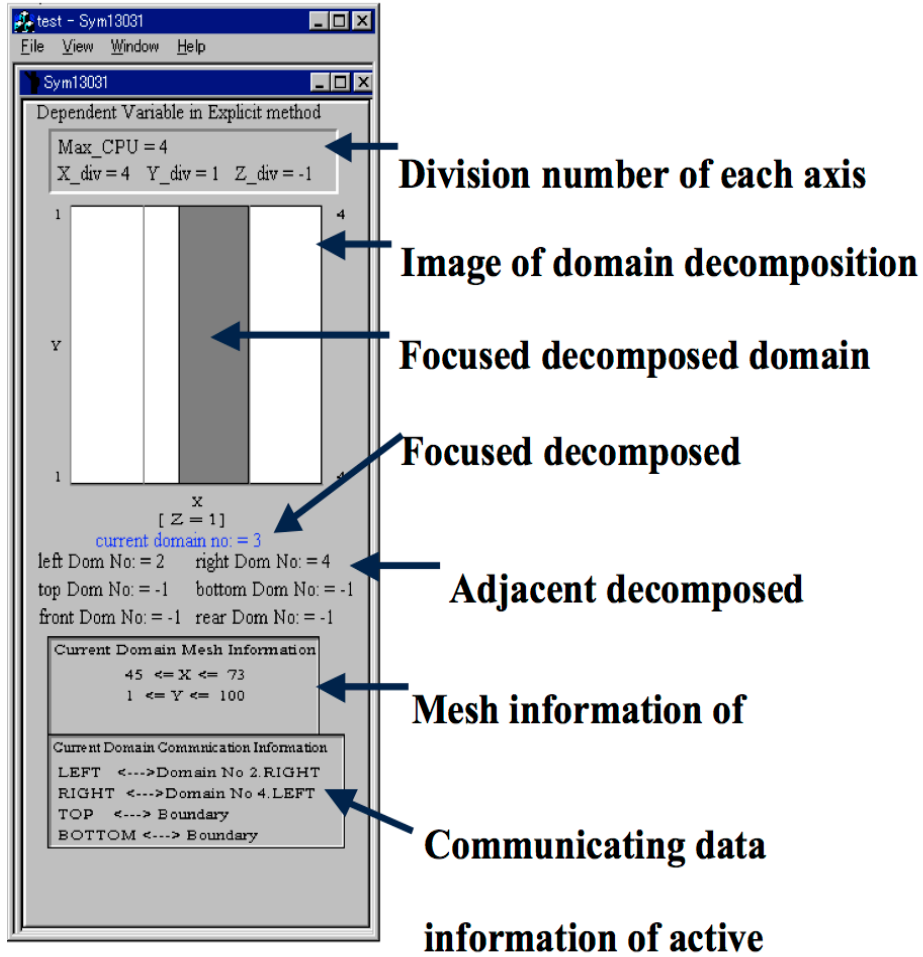 test - Sym13031
File View Window Help
Sym13031
Dependent Variable in Explicit method
Max_CPU = 4
X_div = 4 Y_div = 1 Z_div = -1
Division number of each axis
1 4
Image of domain decomposition
Y
Focused decomposed domain
Focused decomposed
1 4
X
[ Z = 1]
current domain no: = 3
left Dom No: = 2 right Dom No: = 4
top Dom No: = -1 bottom Dom No: = -1
front Dom No: = -1 rear Dom No: = -1
Adjacent decomposed
Current Domain Mesh Information
45 <= X <= 73
1 <= Y <= 100
Mesh information of
Current Domain Commnication Information
LEFT <--->Domain No 2.RIGHT
RIGHT <--->Domain No 4.LEFT
TOP <---> Boundary
BOTTOM <---> Boundary
Communicating data
information of active